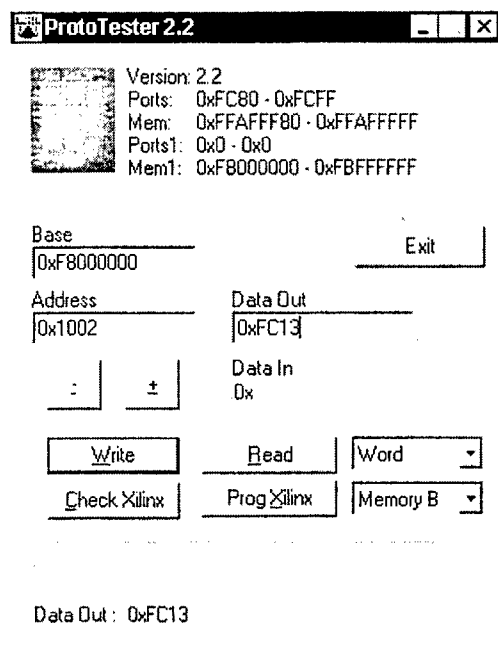 ProtoTester 2.2
Version: 2.2
Ports: 0xFC80 - 0xFCFF
Mem: 0xFFAFFF80 - 0xFFAFFFFF
Ports1: 0x0 - 0x0
Mem1: 0xF8000000 - 0xFBFFFFFF
Base
0xF8000000
Exit
Address
Data Out
0x1002
0xFC13
Data In
- +
0x
Write Read Word
Check Xilinx Prog Xilinx Memory B
Data Out : 0xFC13